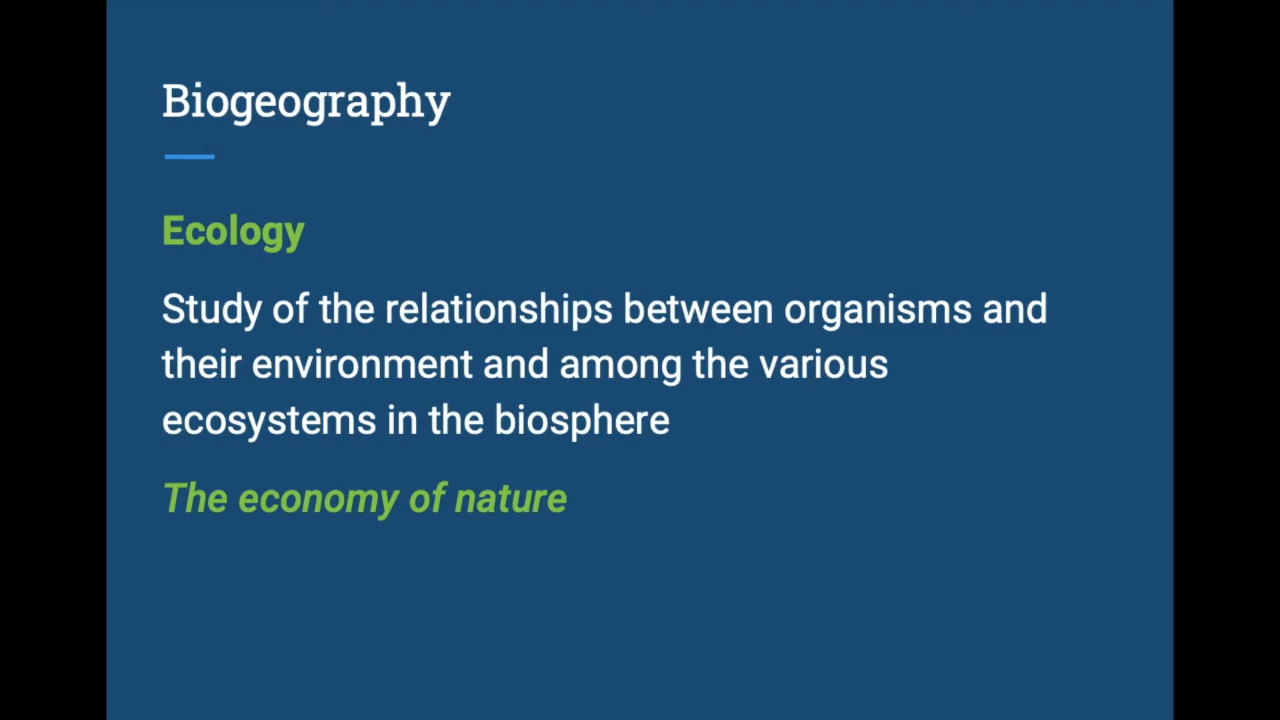 Biogeography
Ecology
Study of the relationships between organisms and
their environment and among the various
ecosystems in the biosphere
The economy of nature